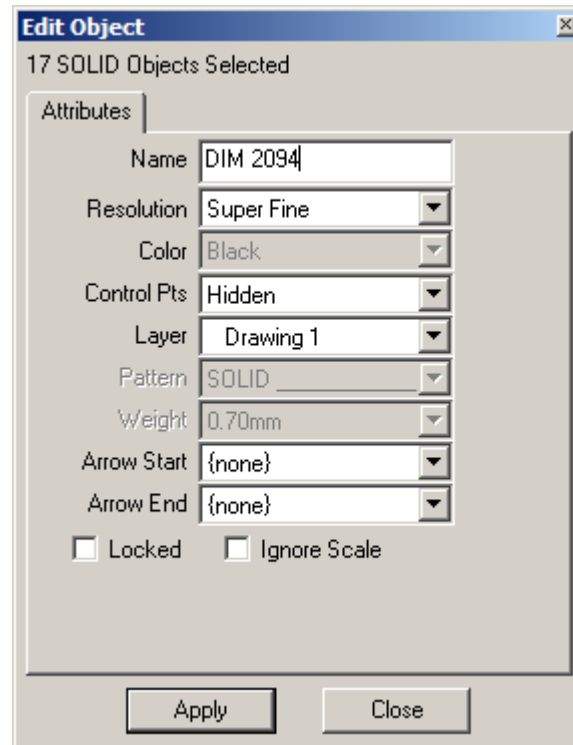 Edit Object
17 SOLID Objects Selected
Attributes
Name DIM 2094
Resolution Super Fine
Color Black
Control Pts Hidden
Layer Drawing 1
Pattern SOLID
Weight 0.70mm
Arrow Start {none}
Arrow End {none}
Locked Ignore Scale
Apply Close